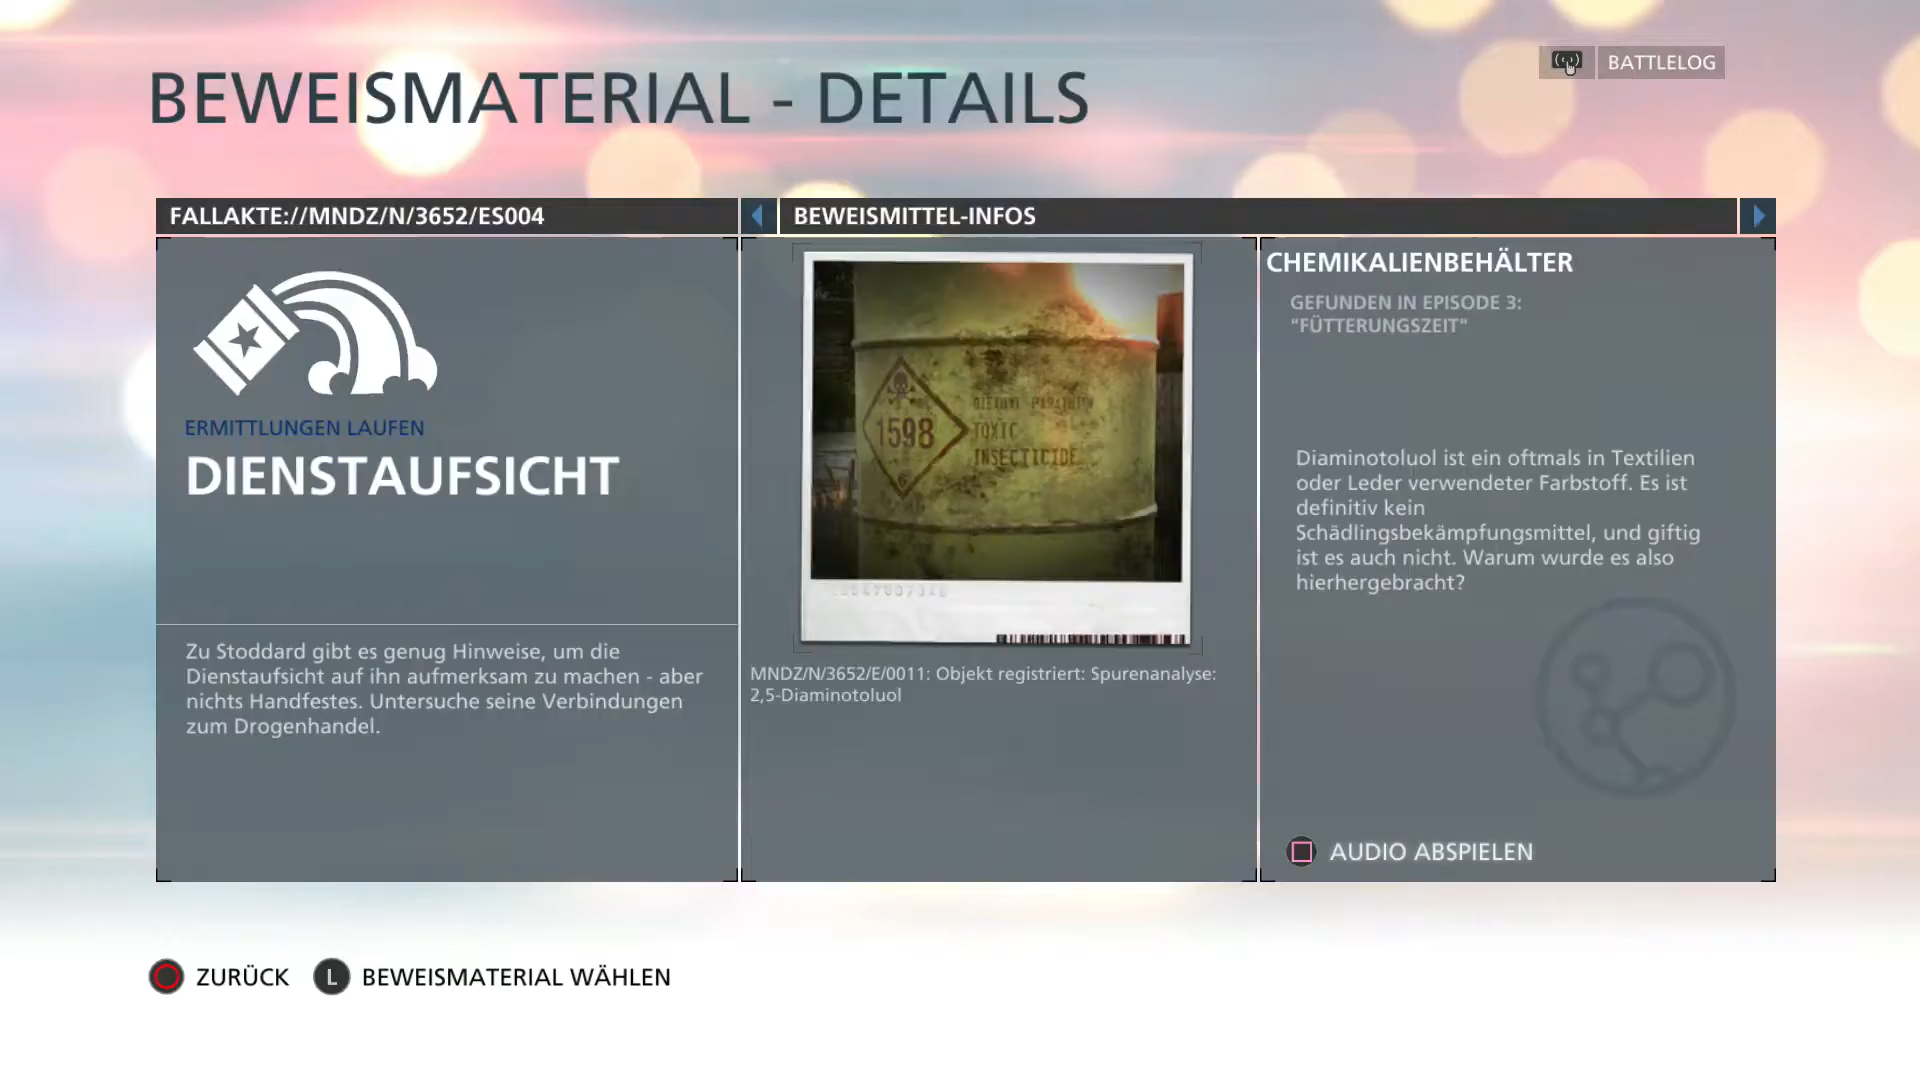 BEWEISMATERIAL - DETAILS
BATTLELOG
FALLAKTE://MNDZ/N/3652/ES004
BEWEISMITTEL-INFOS
ERMITTLUNGEN LAUFEN
DIENSTAUFSICHT
Zu Stoddard gibt es genug Hinweise, um die
Dienstaufsicht auf ihn aufmerksam zu machen - aber
nichts Handfestes. Untersuche seine Verbindungen
zum Drogenhandel.
1598
TOXIC
INSECTICIDE
6
MNDZ/N/3652/E/0011: Objekt registriert: Spurenanalyse:
2,5-Diaminotoluol
CHEMIKALIENBEHÄLTER
GEFUNDEN IN EPISODE 3:
"FÜTTERUNGSZEIT"
Diaminotoluol ist ein oftmals in Textilien
oder Leder verwendeter Farbstoff. Es ist
definitiv kein
Schädlingsbekämpfungsmittel, und giftig
ist es auch nicht. Warum wurde es also
hierhergebracht?
AUDIO ABSPIELEN
ZURÜCK
L BEWEISMATERIAL WÄHLEN